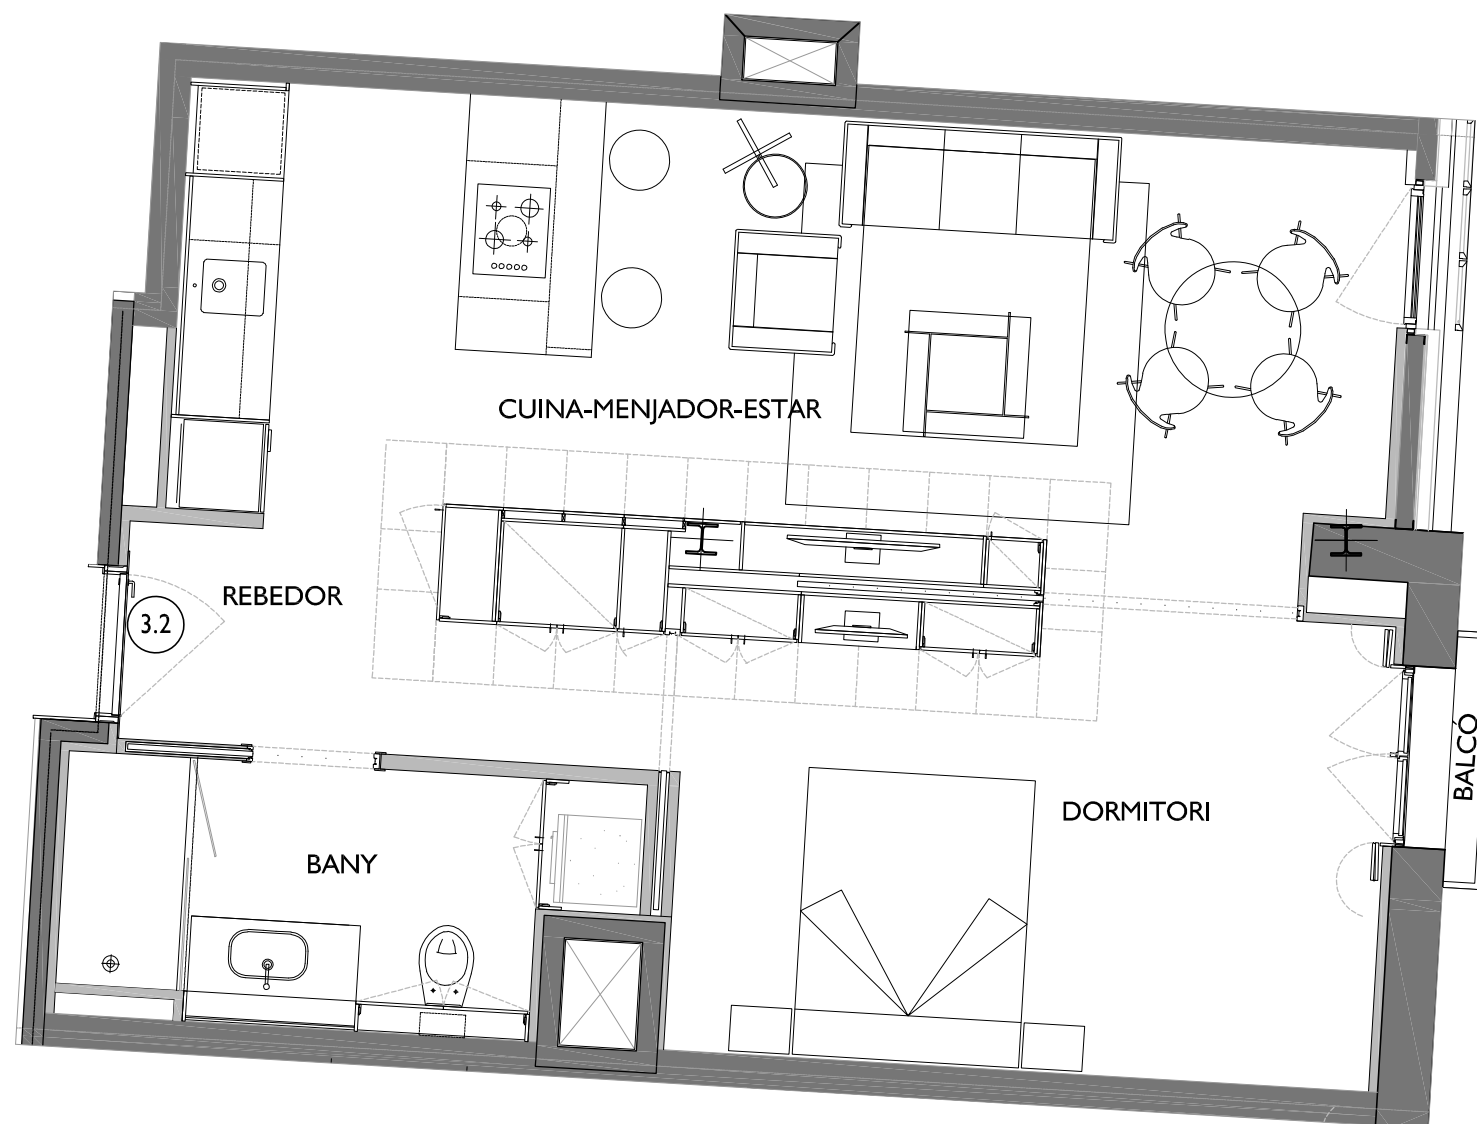 CUINA-MENJADOR-ESTAR
REBEDOR
3.2
BALCÓ
DORMITORI
BANY